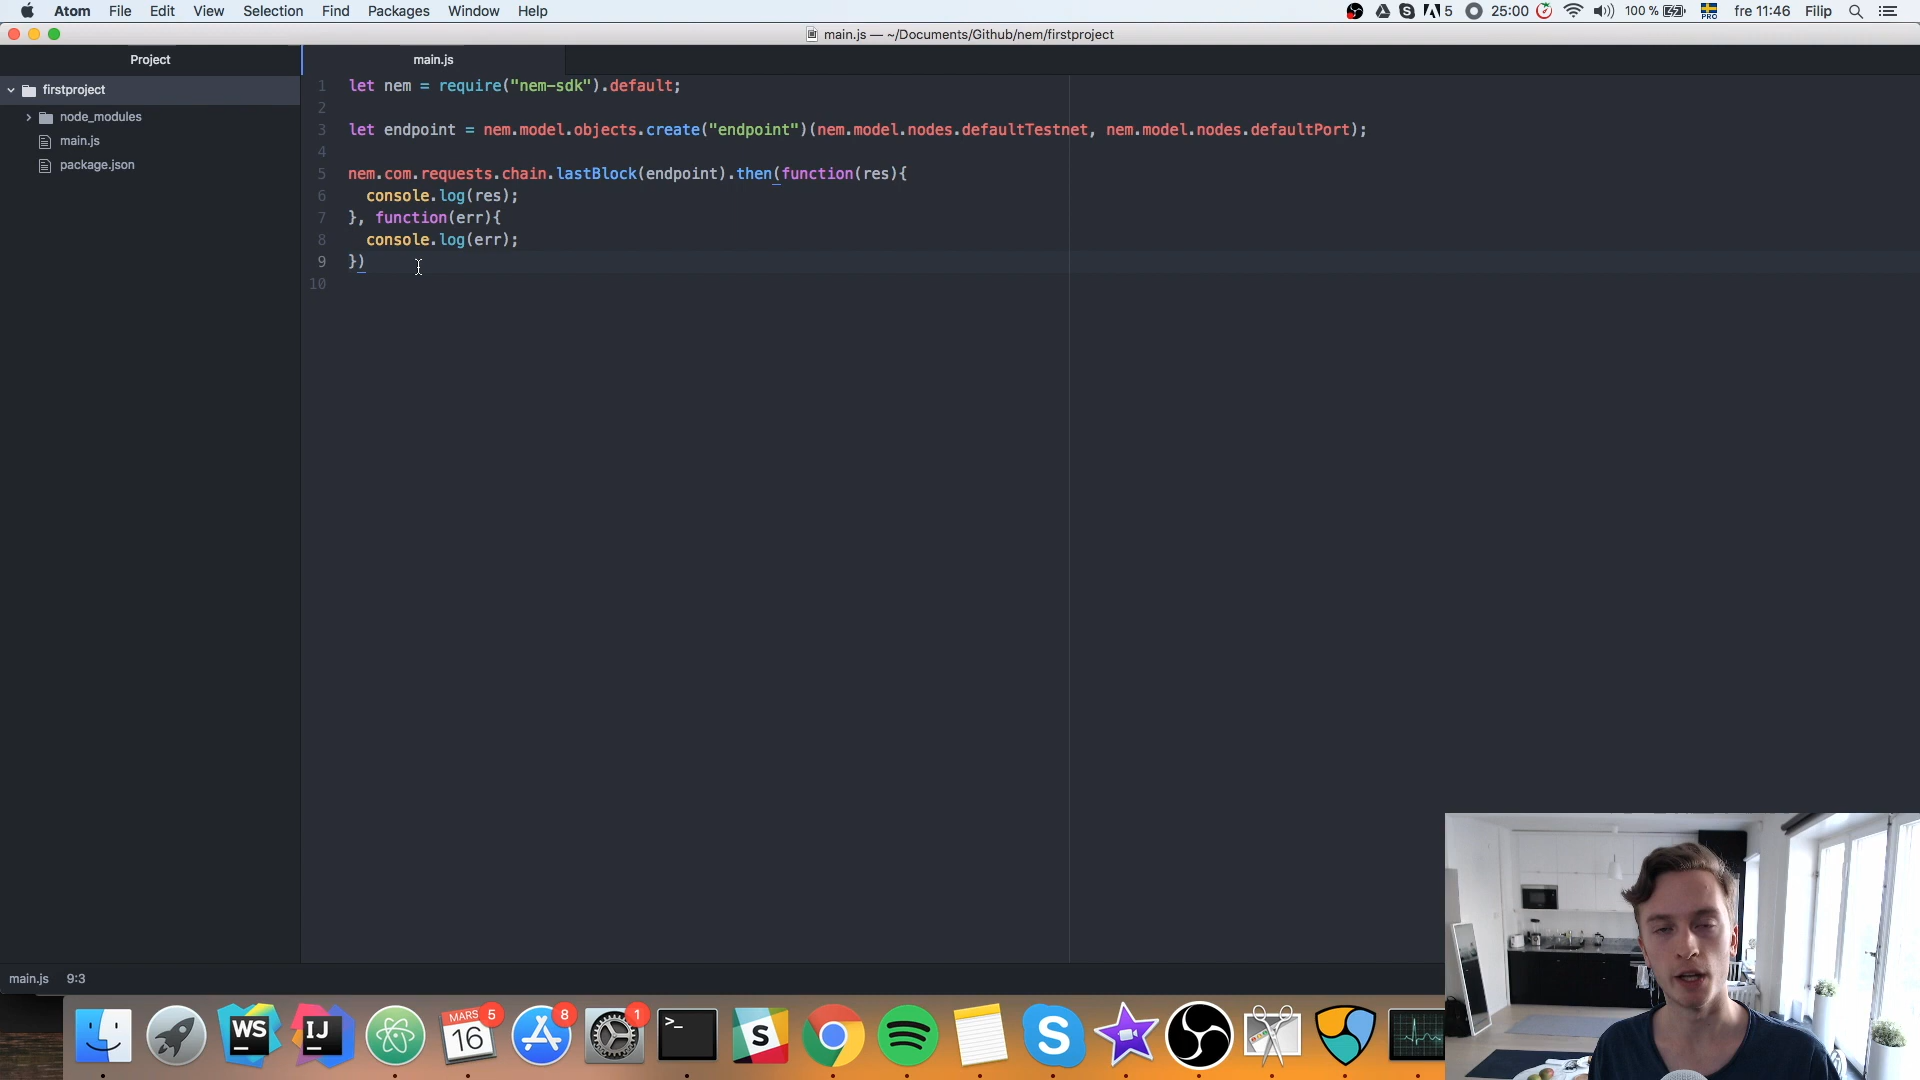 Atom File Edit View Selection Find Packages Window Help 5 25:00 100 % PRO fre 11:46 Filip
main.js — ~/Documents/Github/nem/firstproject
Project
main.js
firstproject
node_modules
main.js
package.json
1 let nem = require("nem-sdk").default;
2
3 let endpoint = nem.model.objects.create("endpoint")(nem.model.nodes.defaultTestnet, nem.model.nodes.defaultPort);
4
5 nem.com.requests.chain.lastBlock(endpoint).then(function(res){
6 console.log(res);
7 }, function(err){
8 console.log(err);
9 })
10
main.js 9:3
WS
IJ
MARS
16
5
8
1
>_
S
S